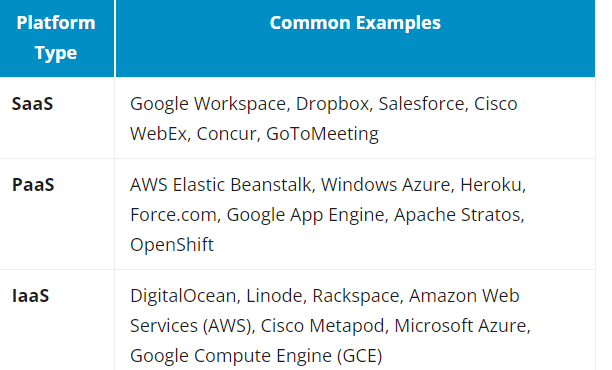 Platform Type
Common Examples
SaaS
Google Workspace, Dropbox, Salesforce, Cisco
WebEx, Concur, GoToMeeting
PaaS
AWS Elastic Beanstalk, Windows Azure, Heroku,
Force.com, Google App Engine, Apache Stratos,
OpenShift
IaaS
DigitalOcean, Linode, Rackspace, Amazon Web
Services (AWS), Cisco Metapod, Microsoft Azure,
Google Compute Engine (GCE)